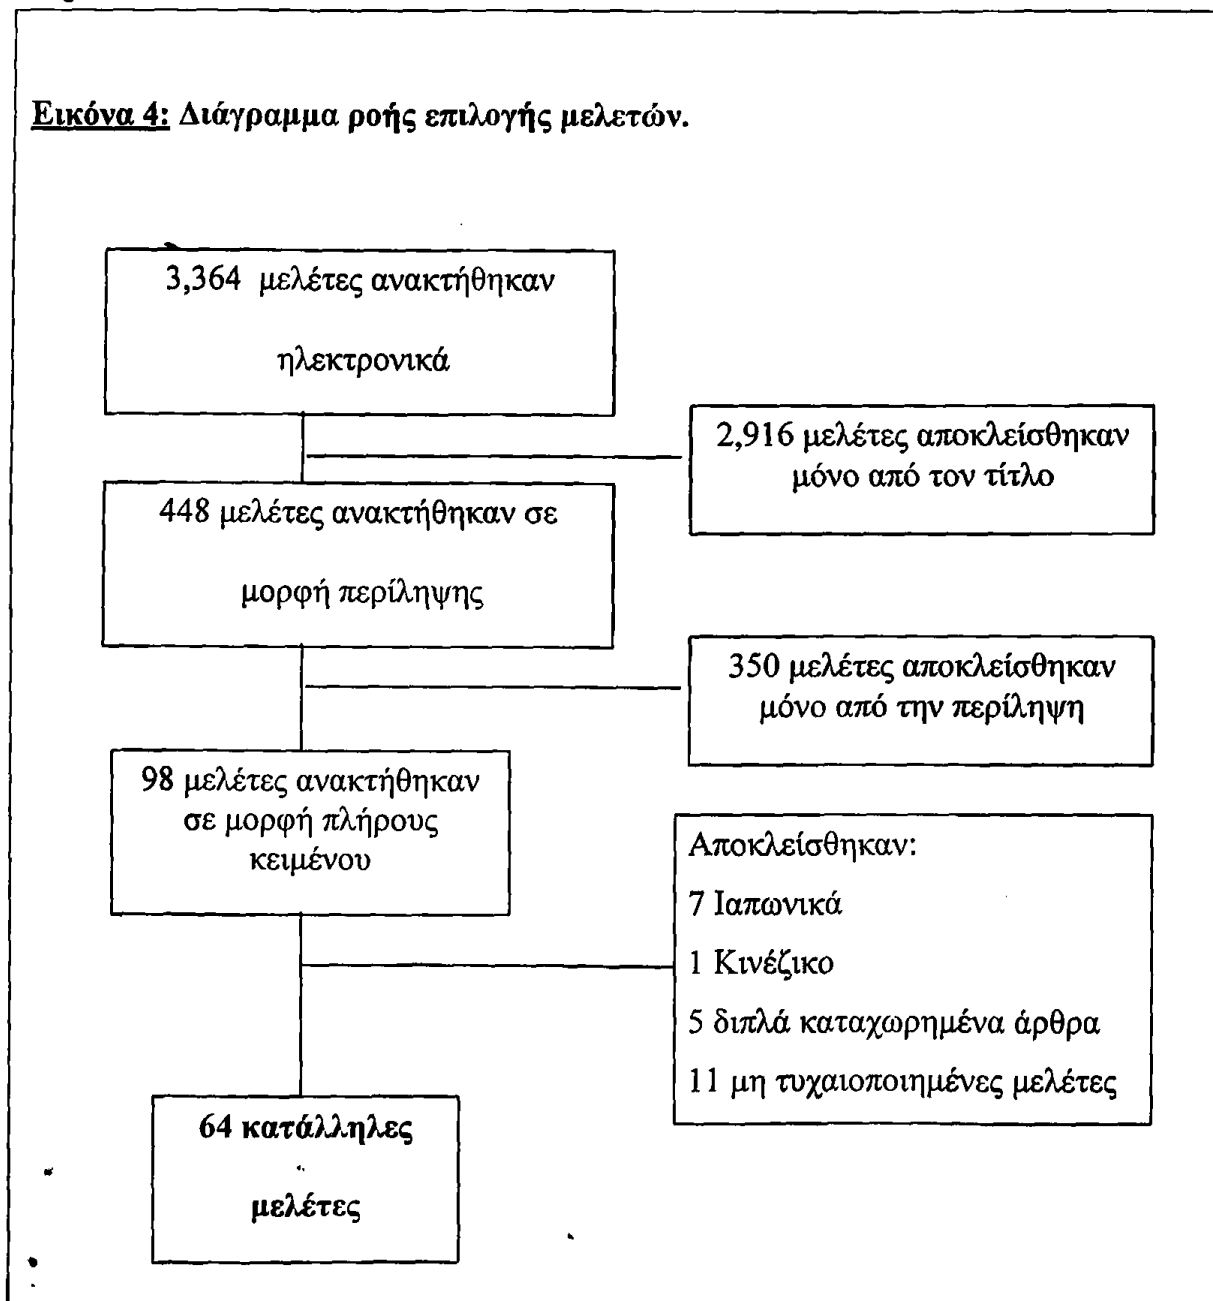 Εικόνα 4: Διάγραμμα ροής επιλογής μελετών.
3,364 μελέτες ανακτήθηκαν
ηλεκτρονικά
2,916 μελέτες αποκλείσθηκαν
μόνο από τον τίτλο
448 μελέτες ανακτήθηκαν σε
μορφή περίληψης
350 μελέτες αποκλείσθηκαν
μόνο από την περίληψη
98 μελέτες ανακτήθηκαν
σε μορφή πλήρους
κειμένου
Αποκλείσθηκαν:
7 Ιαπωνικά
1 Κινέζικο
5 διπλά καταχωρημένα άρθρα
11 μη τυχαιοποιημένες μελέτες
64 κατάλληλες
μελέτες